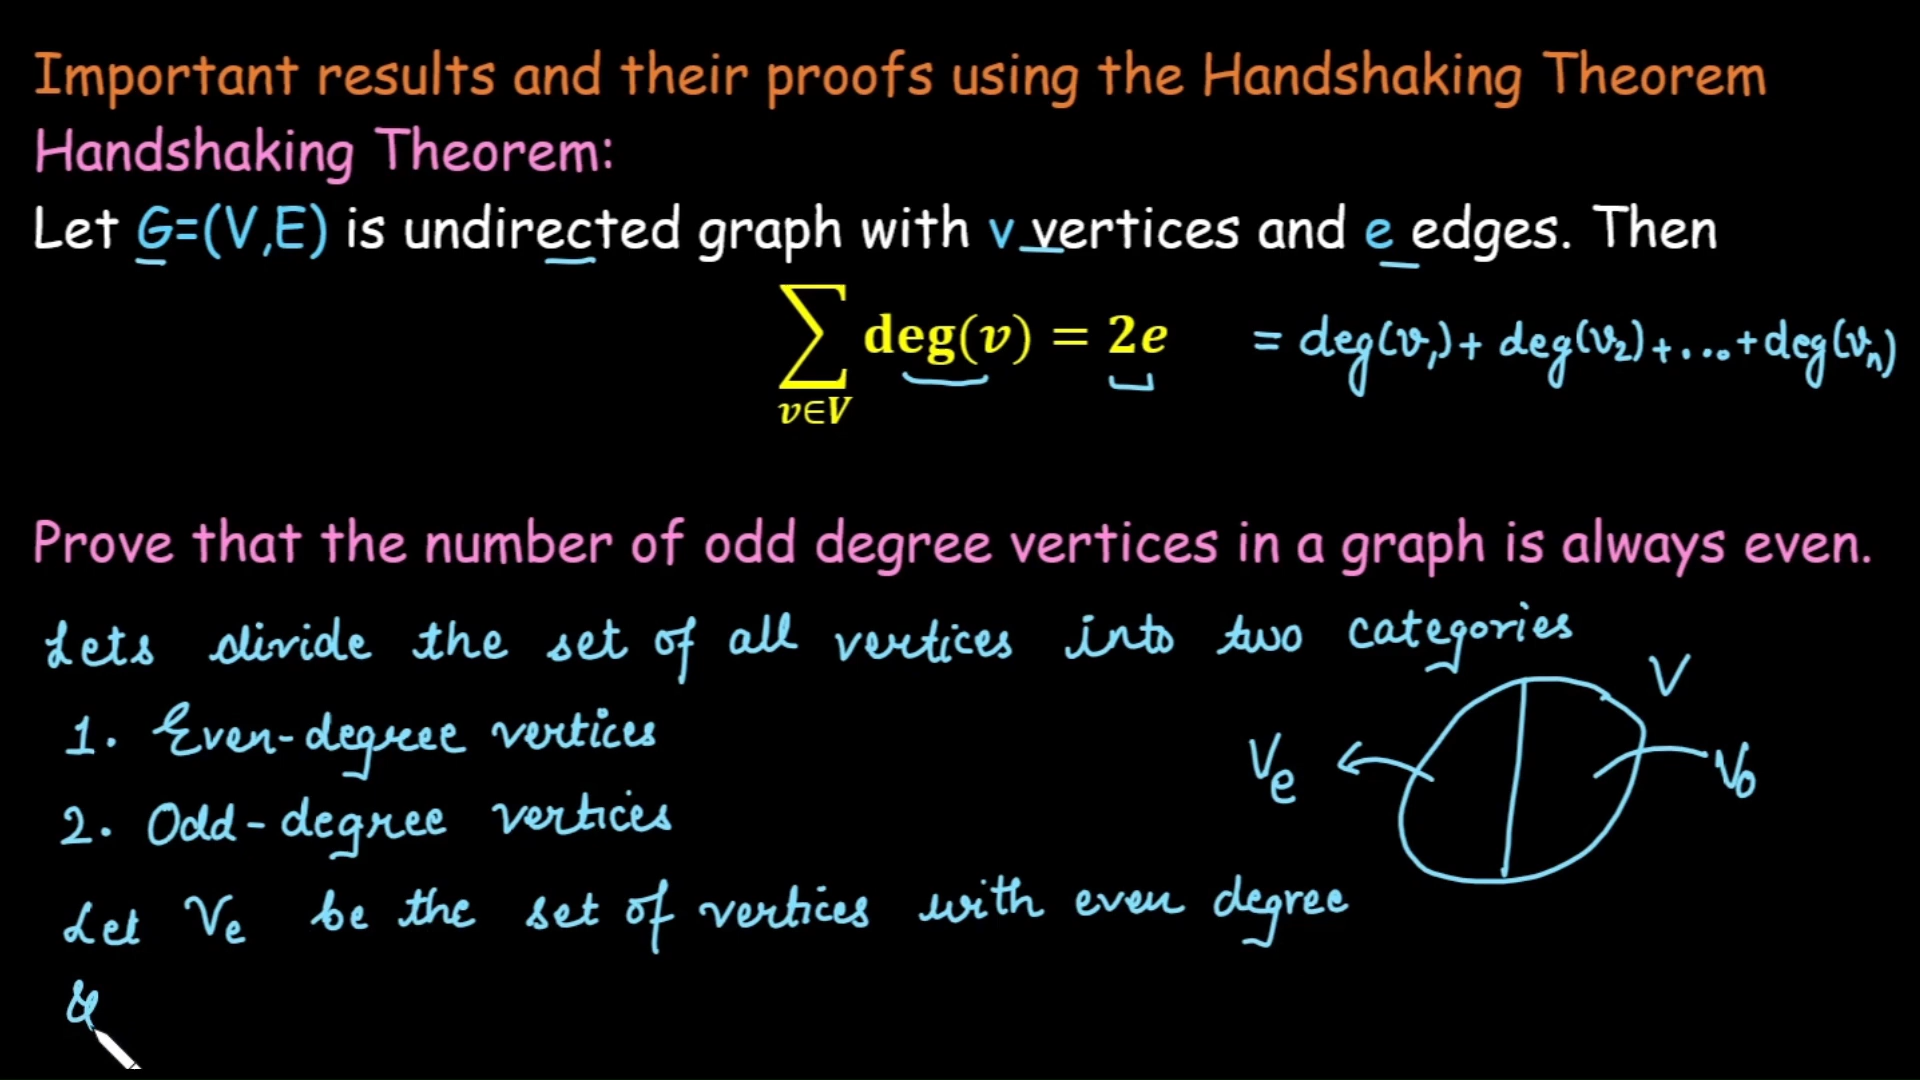 Important results and their proofs using the Handshaking Theorem
Handshaking Theorem:
Let G=(V,E) is undirected graph with v vertices and e edges. Then
∑ deg(v) = 2e = deg(v₁) + deg(v₂) + .... + deg(vₙ)
v∈V
Prove that the number of odd degree vertices in a graph is always even.
Lets divide the set of all vertices into two categories
V
1. Even-degree vertices
Ve
Vo
2. Odd-degree vertices
Let Ve be the set of vertices with even degree
&